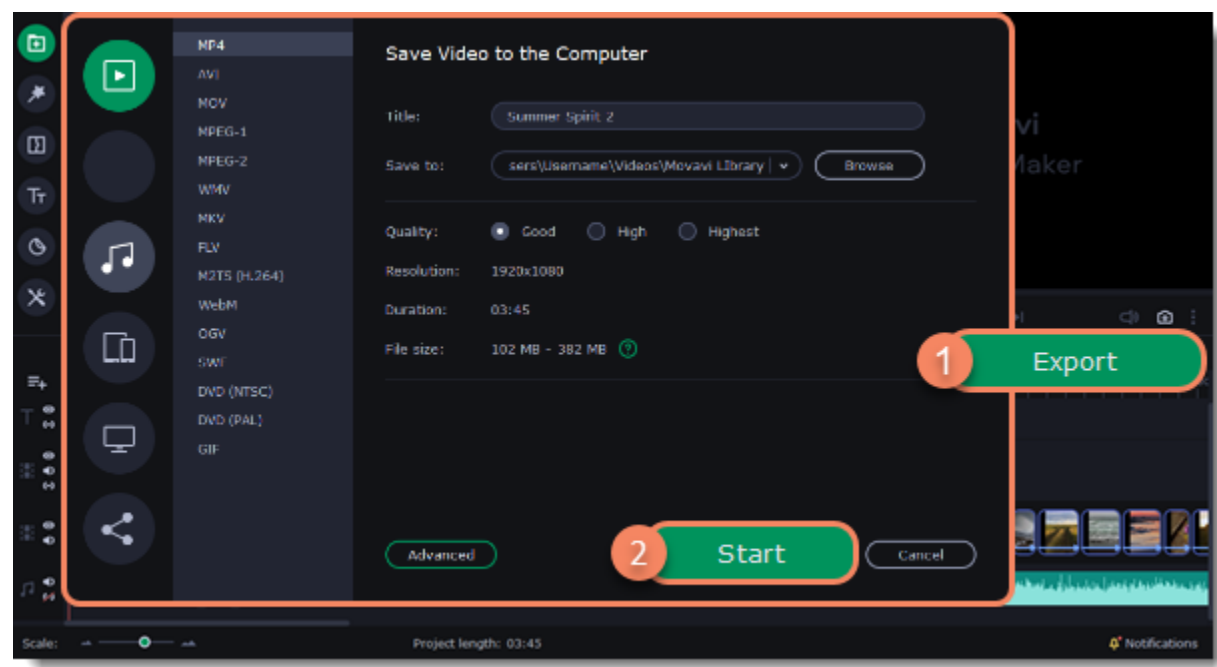 MP4
AVI
MOV
MPEG-1
MPEG-2
WMV
MKV
FLV
M2TS (H.264)
WebM
OGV
SWF
DVD (NTSC)
DVD (PAL)
GIF
Save Video to the Computer
Title: Summer Spirit 2
Save to: sers\Username\Videos\Movavi LIbrary Browse
Quality: Good High Highest
Resolution: 1920x1080
Duration: 03:45
File size: 102 MB - 382 MB ?
Advanced
2 Start
Cancel
vi
Maker
1 Export
Tт
T
Scale:
Project length: 03:45
Notifications